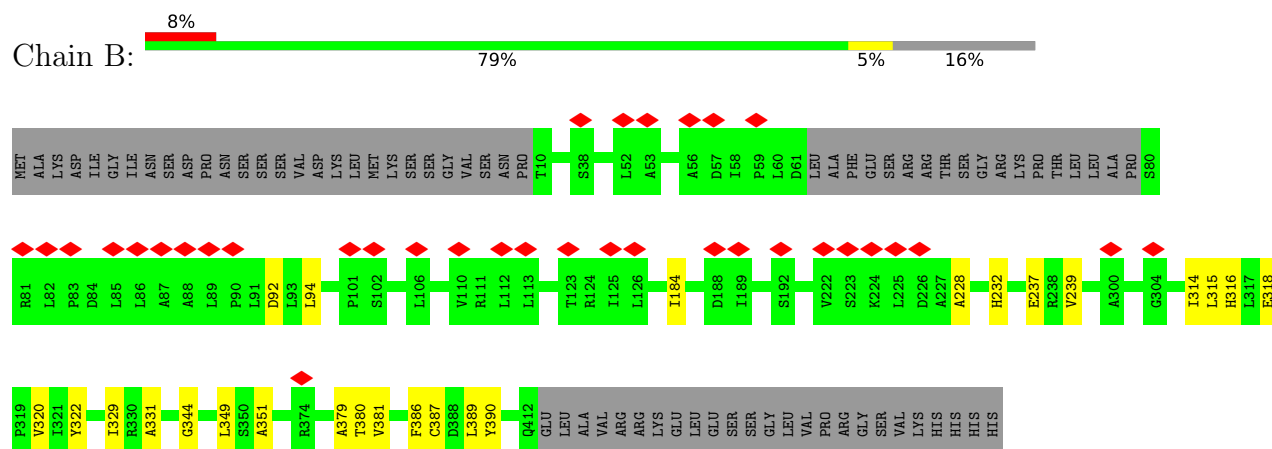 8%
Chain B:
79% 5% 16%
MET ALA LYS ASP ILE GLY ILE ASN SER ASP PRO ASN SER SER SER VAL ASP LYS LEU MET LYS SER SER GLY VAL SER ASN PRO T10 S38 L52 A53 A56 D57 I58 P59 L60 D61 LEU ALA PHE GLU SER ARG ARG THR SER GLY ARG LYS PRO THR LEU LEU ALA PRO S80
R81 L82 P83 D84 L85 L86 A87 A88 L89 P90 L91 D92 L93 L94 P101 S102 L106 V110 R111 L112 L113 T123 R124 I125 L126 I184 D188 I189 S192 V222 S223 K224 L225 D226 A227 A228 H232 E237 R238 V239 A300 G304 I314 L315 H316 L317 E318
P319 V320 I321 Y322 I329 R330 A331 G344 L349 S350 A351 R374 A379 T380 V381 F386 C387 D388 L389 Y390 Q412 GLU LEU ALA VAL ARG ARG LYS GLU LEU GLU SER SER GLY LEU VAL PRO ARG GLY SER VAL LYS HIS HIS HIS HIS HIS